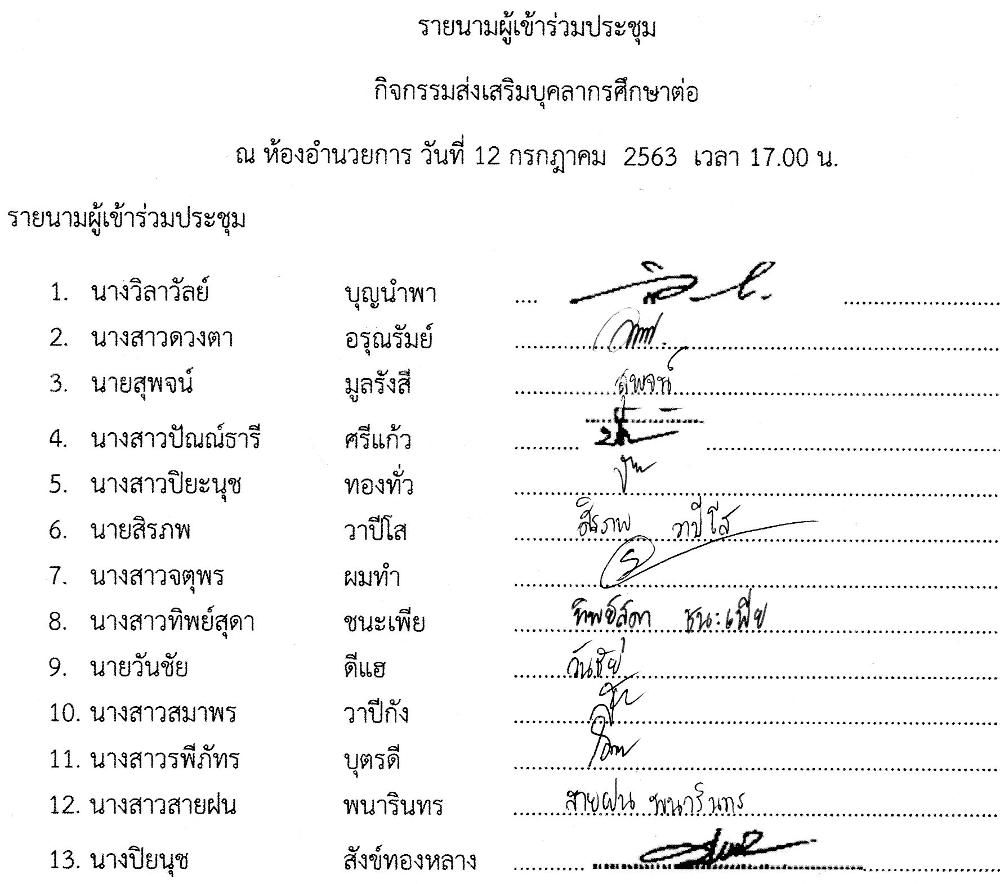 รายนามผู้เข้าร่วมประชุม
กิจกรรมส่งเสริมบุคลากรศึกษาต่อ
ณ ห้องอำนวยการ วันที่ 12 กรกฎาคม 2563 เวลา 17.00 น.
รายนามผู้เข้าร่วมประชุม
1. นางวิลาวัลย์ บุญนำพา
2. นางสาวดวงตา อรุณรัมย์
3. นายสุพจน์ มูลรังสี สุพจน์
4. นางสาวปัณณ์ธารี ศรีแก้ว
5. นางสาวปิยะนุช ทองทั่ว
6. นายสิรภพ วาปีโส สิรภพ วาปีโส
7. นางสาวจตุพร ผมทำ
8. นางสาวทิพย์สุดา ชนะเพีย ทิพย์สุดา ชนะเพีย
9. นายวันชัย ดีแฮ วันชัย
10. นางสาวสมาพร วาปีกัง
11. นางสาวรพีภัทร บุตรดี
12. นางสาวสายฝน พนารินทร สายฝน พนารินทร
13. นางปิยนุช สังข์ทองหลาง